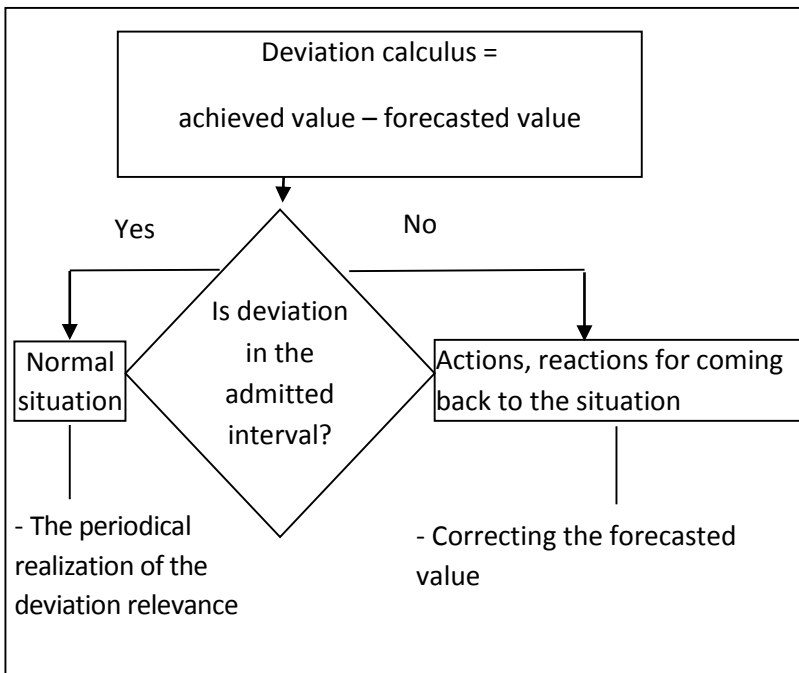 Deviation calculus =
achieved value – forecasted value
Yes
No
Is deviation
in the
admitted
interval?
Normal
situation
Actions, reactions for coming
back to the situation
- The periodical
realization of the
deviation relevance
- Correcting the forecasted
value